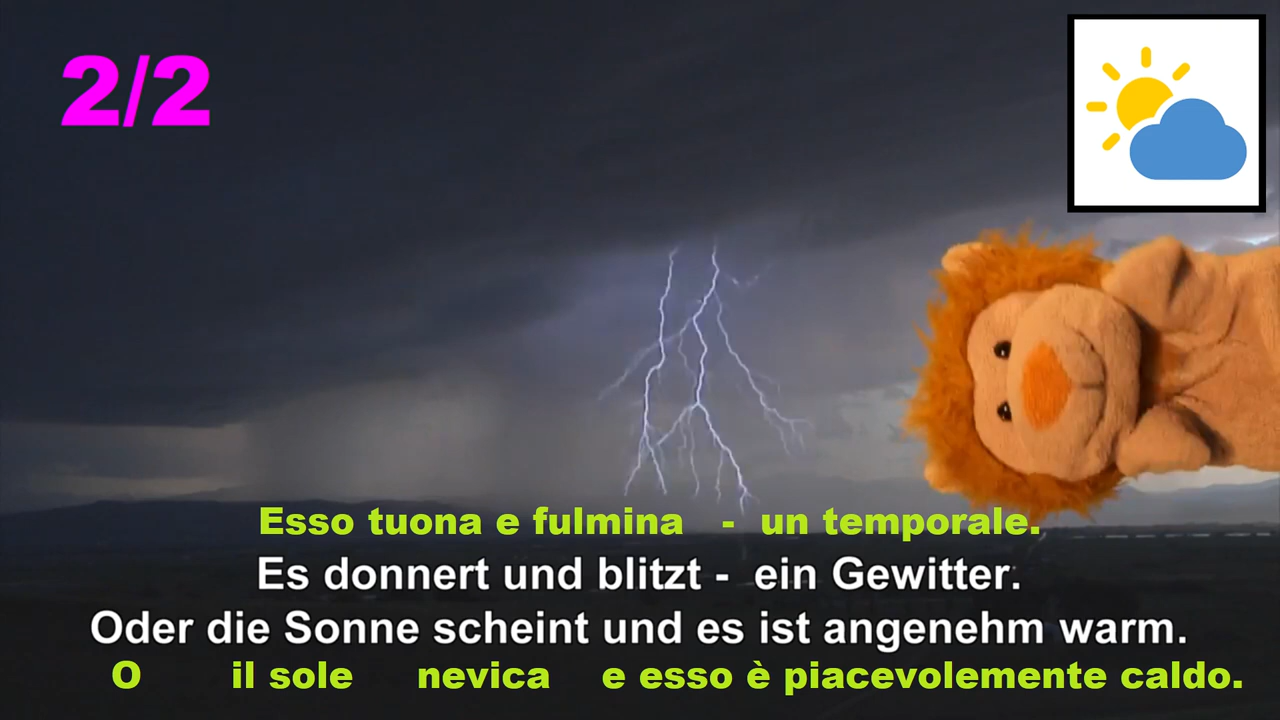 2/2
Esso tuona e fulmina - un temporale.
Es donnert und blitzt - ein Gewitter.
Oder die Sonne scheint und es ist angenehm warm.
O il sole nevica e esso è piacevolemente caldo.